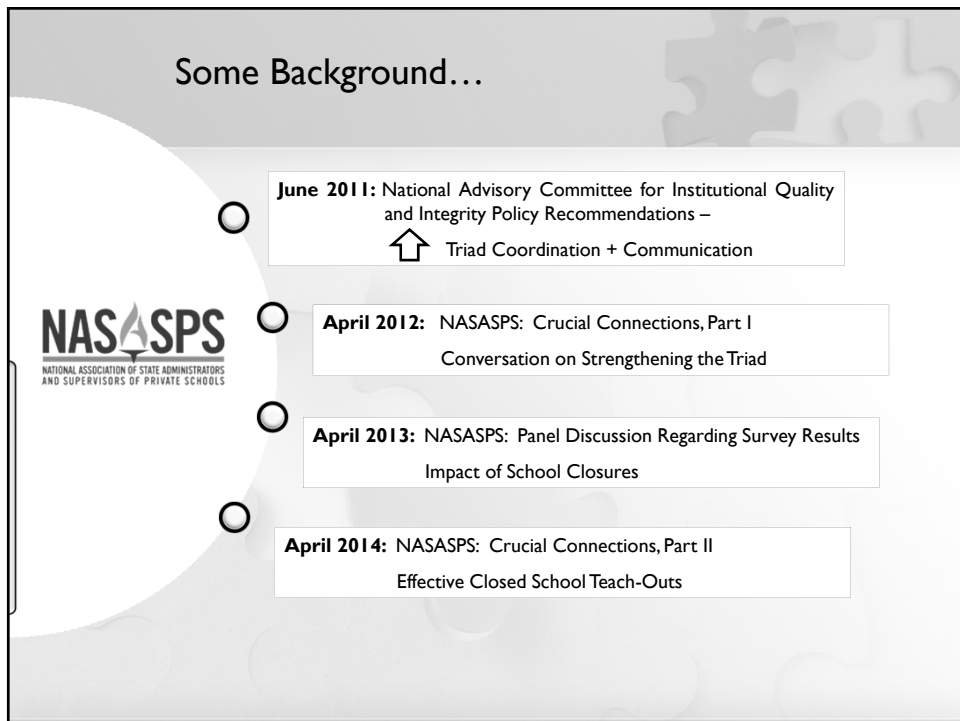 Some Background…
June 2011: National Advisory Committee for Institutional Quality
and Integrity Policy Recommendations –
Triad Coordination + Communication
NASASPS
NATIONAL ASSOCIATION OF STATE ADMINISTRATORS
AND SUPERVISORS OF PRIVATE SCHOOLS
April 2012: NASASPS: Crucial Connections, Part I
Conversation on Strengthening the Triad
April 2013: NASASPS: Panel Discussion Regarding Survey Results
Impact of School Closures
April 2014: NASASPS: Crucial Connections, Part II
Effective Closed School Teach-Outs